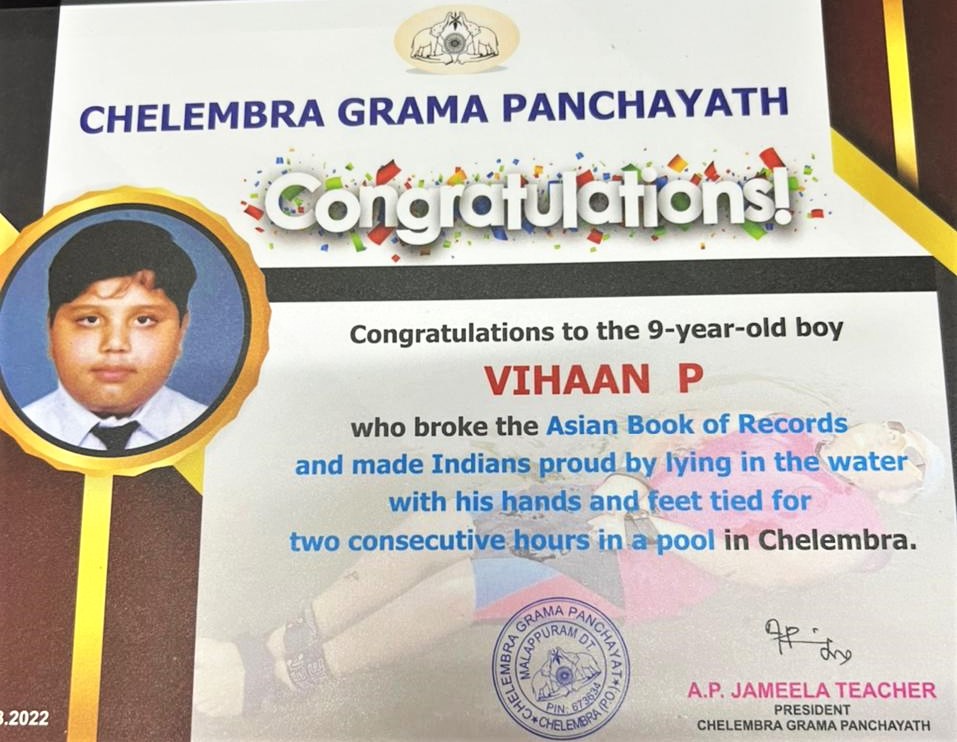 CHELEMBRA GRAMA PANCHAYATH
Congratulations!
Congratulations to the 9-year-old boy
VIHAAN P
who broke the Asian Book of Records
and made Indians proud by lying in the water
with his hands and feet tied for
two consecutive hours in a pool in Chelembra.
CHELEMBRA GRAMA PANCHAYAT
MALAPPURAM DT.
PIN: 673634
CHELEMBRA (P.O.)
A.P. JAMEELA TEACHER
PRESIDENT
CHELEMBRA GRAMA PANCHAYATH
.2022